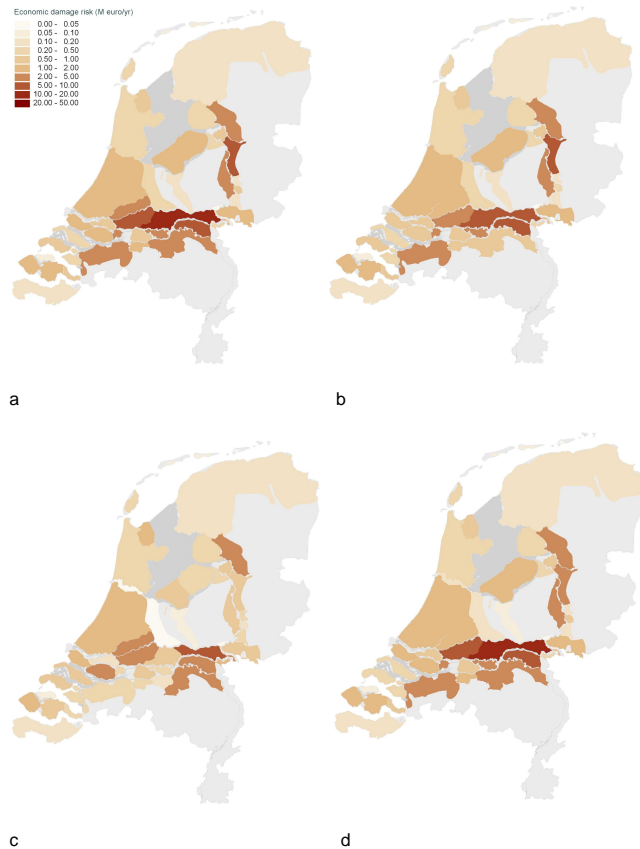 Economic damage risk (M euro/yr)
0.00 - 0.05
0.05 - 0.10
0.10 - 0.20
0.20 - 0.50
0.50 - 1.00
1.00 - 2.00
2.00 - 5.00
5.00 - 10.00
10.00 - 20.00
20.00 - 50.00
a
b
c
d